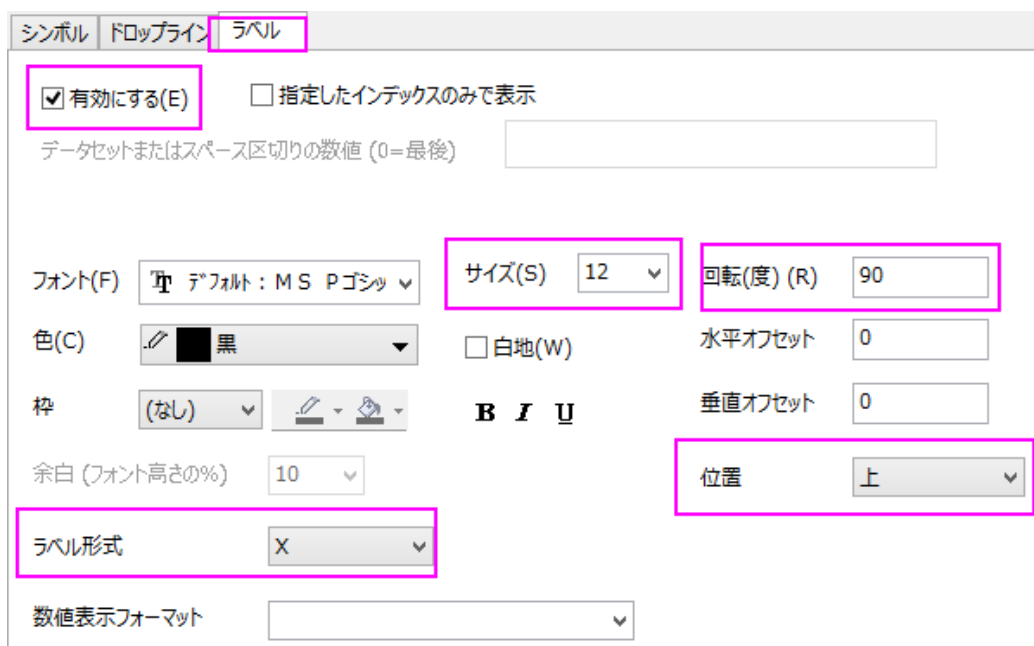 シンボル ドロップライン ラベル
有効にする(E) 指定したインデックスのみで表示
データセットまたはスペース区切りの数値 (0=最後)
フォント(F) デフォルト：ＭＳ Ｐゴシッ サイズ(S) 12 回転(度) (R) 90
色(C) 黒 白地(W) 水平オフセット 0
枠 (なし) B I U 垂直オフセット 0
余白 (フォント高さの%) 10 位置 上
ラベル形式 X
数値表示フォーマット